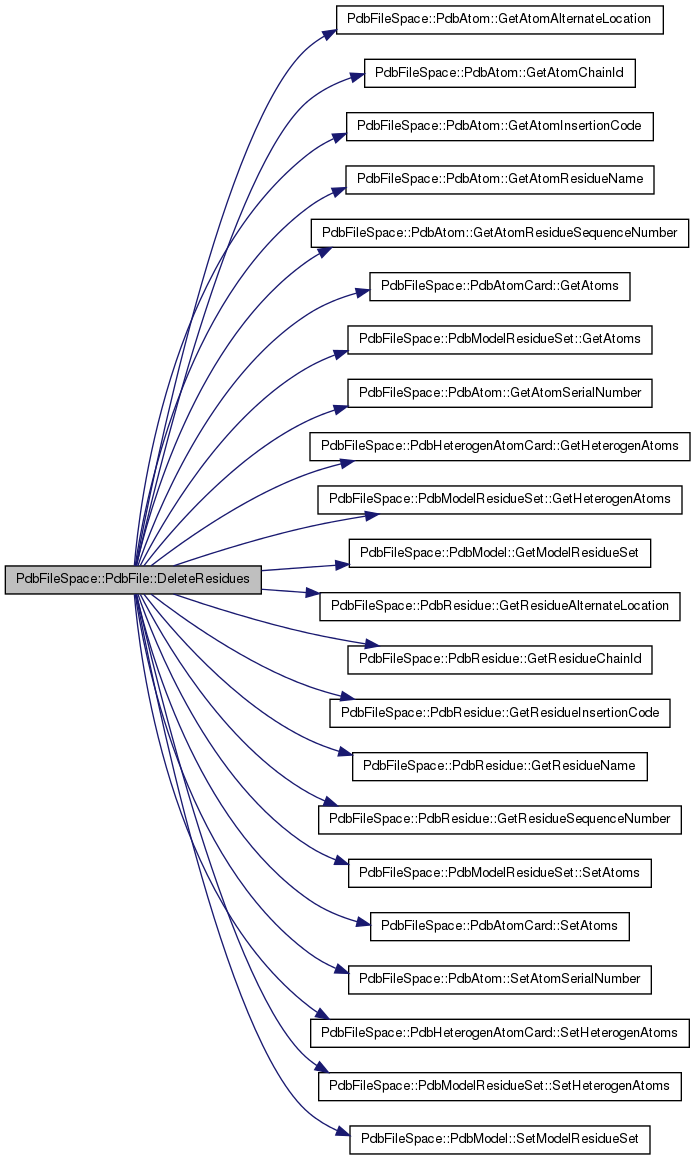 PdbFileSpace::PdbAtom::GetAtomAlternateLocation
PdbFileSpace::PdbAtom::GetAtomChainId
PdbFileSpace::PdbAtom::GetAtomInsertionCode
PdbFileSpace::PdbAtom::GetAtomResidueName
PdbFileSpace::PdbAtom::GetAtomResidueSequenceNumber
PdbFileSpace::PdbAtomCard::GetAtoms
PdbFileSpace::PdbModelResidueSet::GetAtoms
PdbFileSpace::PdbAtom::GetAtomSerialNumber
PdbFileSpace::PdbHeterogenAtomCard::GetHeterogenAtoms
PdbFileSpace::PdbModelResidueSet::GetHeterogenAtoms
PdbFileSpace::PdbModel::GetModelResidueSet
PdbFileSpace::PdbFile::DeleteResidues
PdbFileSpace::PdbResidue::GetResidueAlternateLocation
PdbFileSpace::PdbResidue::GetResidueChainId
PdbFileSpace::PdbResidue::GetResidueInsertionCode
PdbFileSpace::PdbResidue::GetResidueName
PdbFileSpace::PdbResidue::GetResidueSequenceNumber
PdbFileSpace::PdbModelResidueSet::SetAtoms
PdbFileSpace::PdbAtomCard::SetAtoms
PdbFileSpace::PdbAtom::SetAtomSerialNumber
PdbFileSpace::PdbHeterogenAtomCard::SetHeterogenAtoms
PdbFileSpace::PdbModelResidueSet::SetHeterogenAtoms
PdbFileSpace::PdbModel::SetModelResidueSet